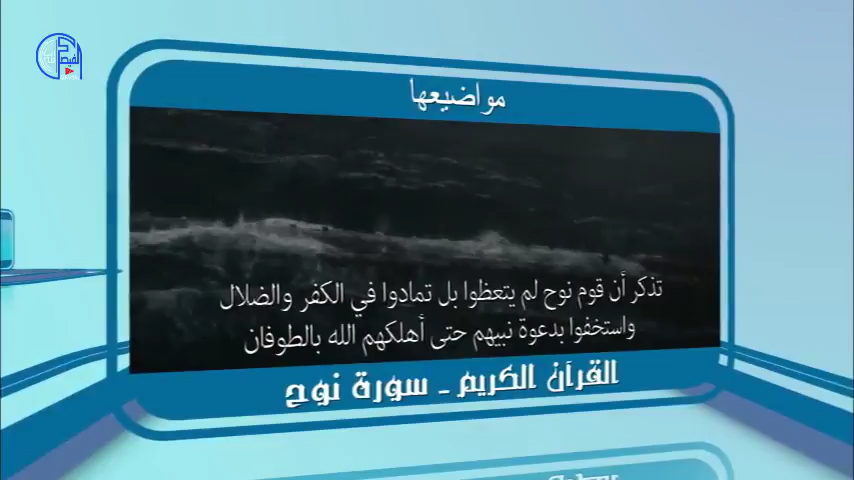 مواضيعها
تذكر أن قوم نوح لم يتعظوا بل تمادوا في الكفر والضلال
واستخفوا بدعوة نبيهم حتى أهلكهم الله بالطوفان
القرآن الكريم - سورة نوح